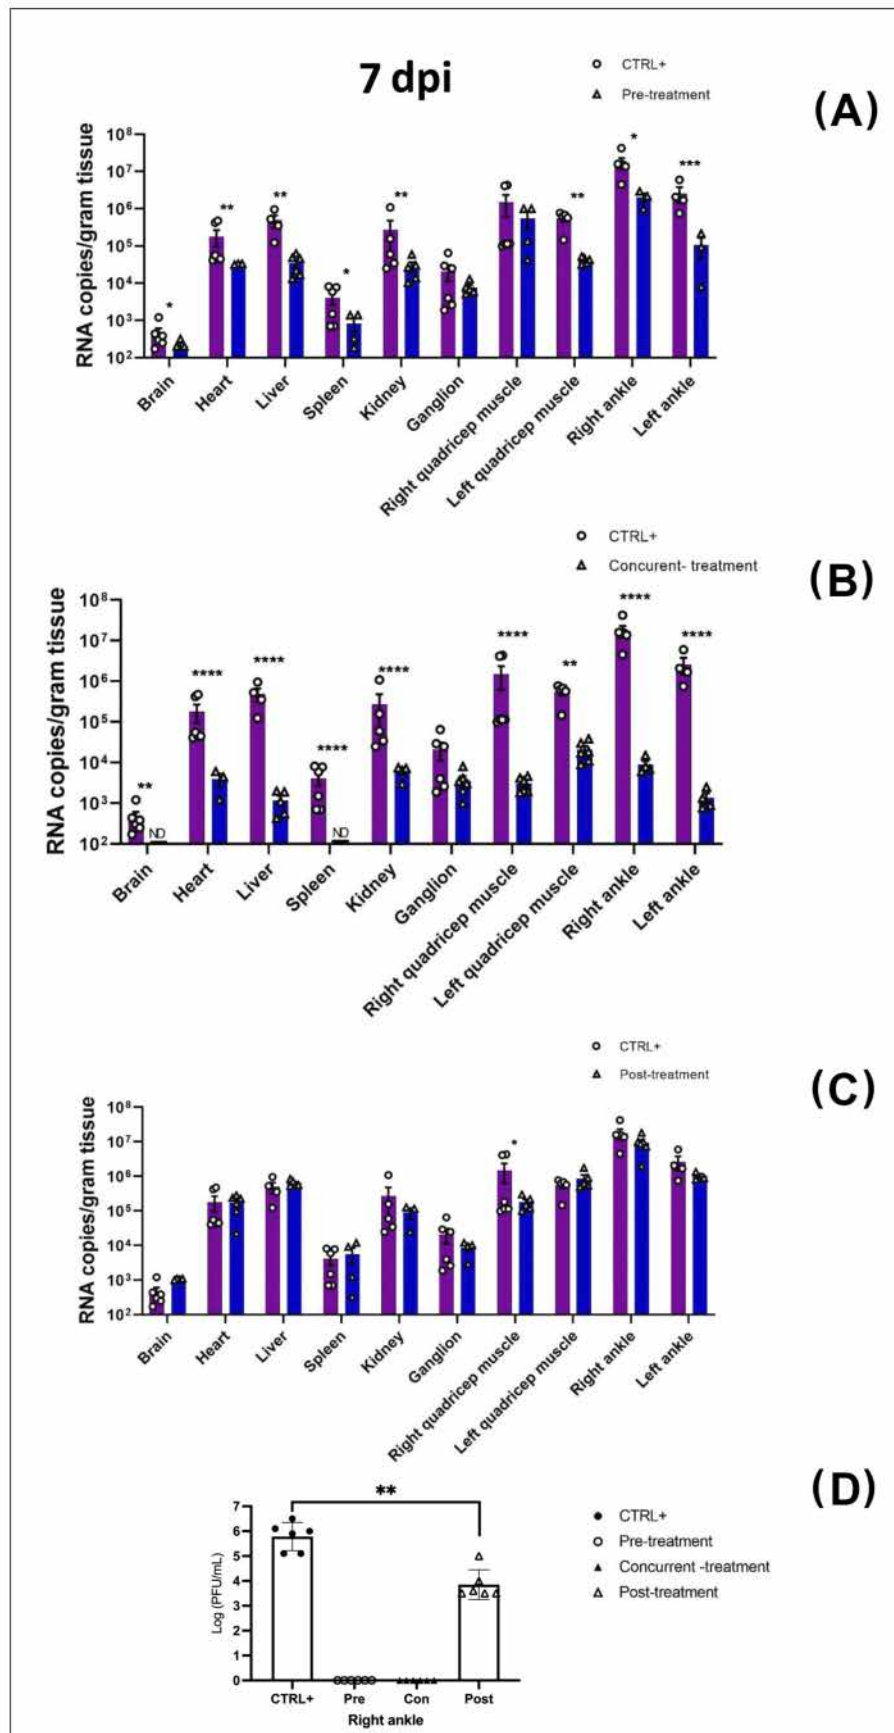 7 dpi
CTRL+
Pre-treatment
(A)
RNA copies/gram tissue
10⁸
10⁷
10⁶
10⁵
10⁴
10³
10²
*
**
**
*
**
**
*
***
Brain
Heart
Liver
Spleen
Kidney
Ganglion
Right quadricep muscle
Left quadricep muscle
Right ankle
Left ankle
CTRL+
Concurent- treatment
(B)
RNA copies/gram tissue
10⁸
10⁷
10⁶
10⁵
10⁴
10³
10²
**
ND
****
****
****
ND
****
****
**
****
****
Brain
Heart
Liver
Spleen
Kidney
Ganglion
Right quadricep muscle
Left quadricep muscle
Right ankle
Left ankle
CTRL+
Post-treatment
(C)
RNA copies/gram tissue
10⁸
10⁷
10⁶
10⁵
10⁴
10³
10²
*
Brain
Heart
Liver
Spleen
Kidney
Ganglion
Right quadricep muscle
Left quadricep muscle
Right ankle
Left ankle
(D)
**
Log (PFU/mL)
7
6
5
4
3
2
1
0
CTRL+ Pre Con Post
Right ankle
CTRL+
Pre-treatment
Concurrent -treatment
Post-treatment